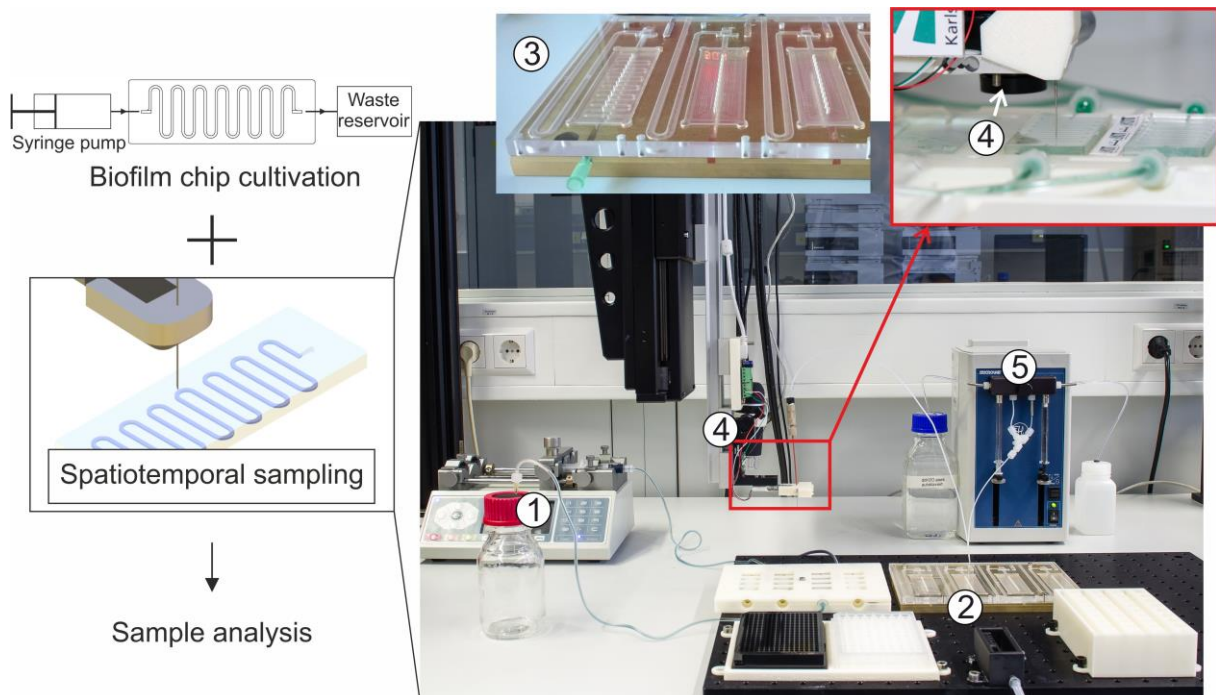 Syringe pump
Waste
reservoir
Biofilm chip cultivation
+
Spatiotemporal sampling
Sample analysis
3
Karls
4
4
5
1
2